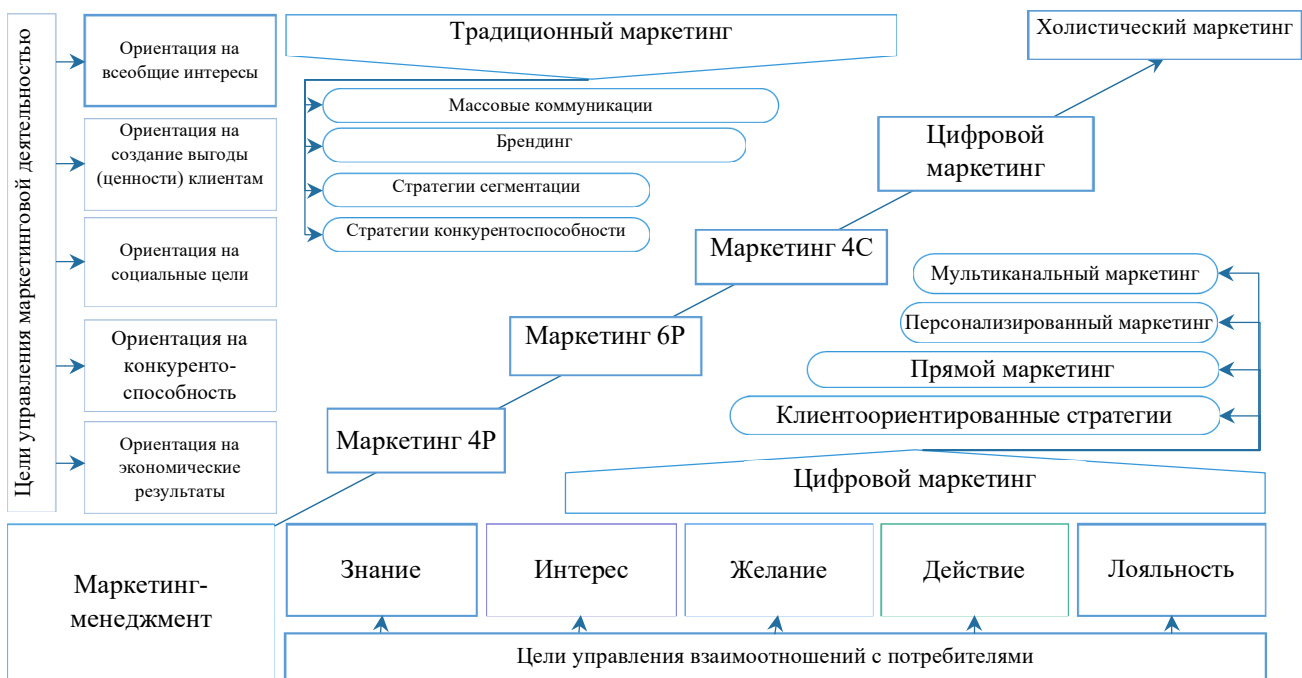 Цели управления маркетинговой деятельностью
Ориентация на
всеобщие интересы
Ориентация на
создание выгоды
(ценности) клиентам
Ориентация на
социальные цели
Ориентация на
конкуренто-
способность
Ориентация на
экономические
результаты
Традиционный маркетинг
Массовые коммуникации
Брендинг
Стратегии сегментации
Стратегии конкурентоспособности
Холистический маркетинг
Цифровой
маркетинг
Маркетинг 4С
Маркетинг 6Р
Маркетинг 4Р
Мультиканальный маркетинг
Персонализированный маркетинг
Прямой маркетинг
Клиентоориентированные стратегии
Цифровой маркетинг
Маркетинг-
менеджмент
Знание
Интерес
Желание
Действие
Лояльность
Цели управления взаимоотношений с потребителями